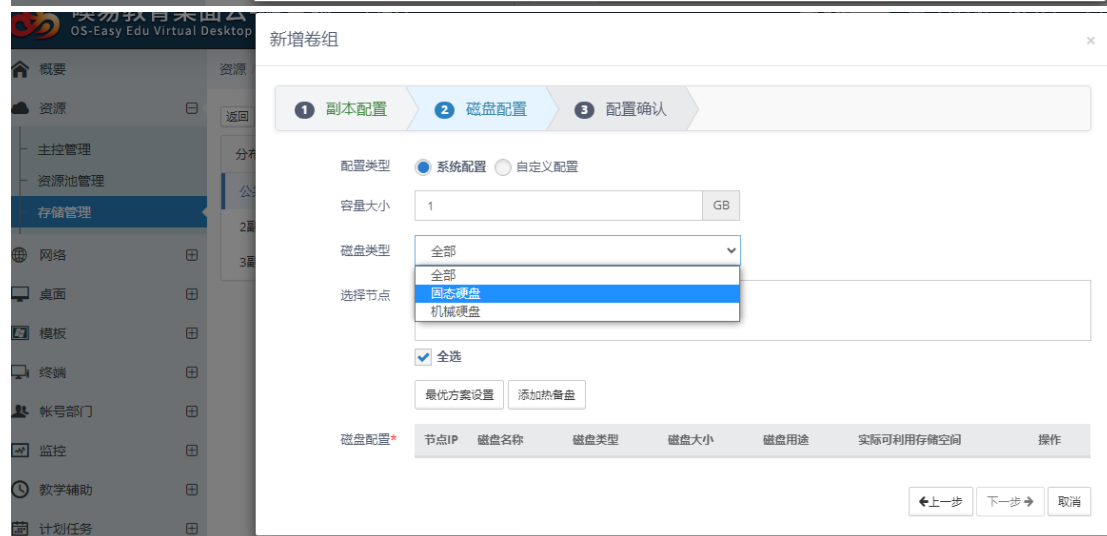 OS-Easy Edu Virtual Desktop
新增卷组
×
概要
资源
返回
1 副本配置
2 磁盘配置
3 配置确认
资源
主控管理
资源池管理
存储管理
网络
桌面
模板
终端
帐号部门
监控
教学辅助
计划任务
配置类型
系统配置
自定义配置
容量大小
1
GB
磁盘类型
全部
全部
固态硬盘
机械硬盘
选择节点
全选
最优方案设置
添加热备盘
磁盘配置*
节点IP 磁盘名称 磁盘类型 磁盘大小 磁盘用途 实际可利用存储空间 操作
上一步
下一步
取消